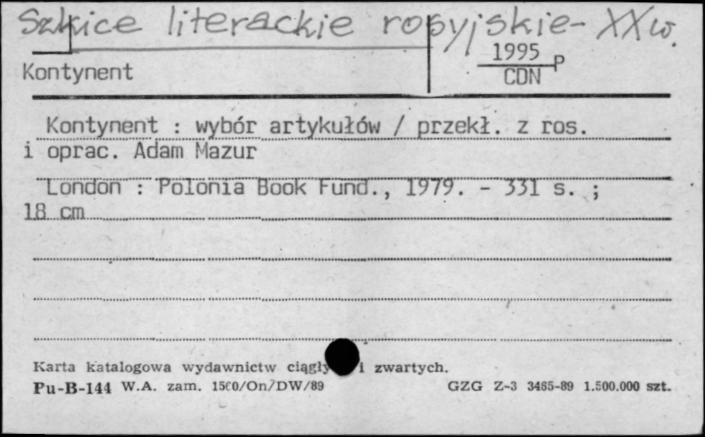 Szkice literackie rosyjskie - XX w.
1995 P
CDN
Kontynent
Kontynent : wybór artykułów / przekł. z ros.
i oprac. Adam Mazur
London : Polonia Book Fund., 1979. - 331 s. ;
18 cm
Karta katalogowa wydawnictw ciągły i zwartych.
Pu-B-144 W.A. zam. 1500/On/DW/89 GZG Z-3 3485-89 1.500.000 szt.